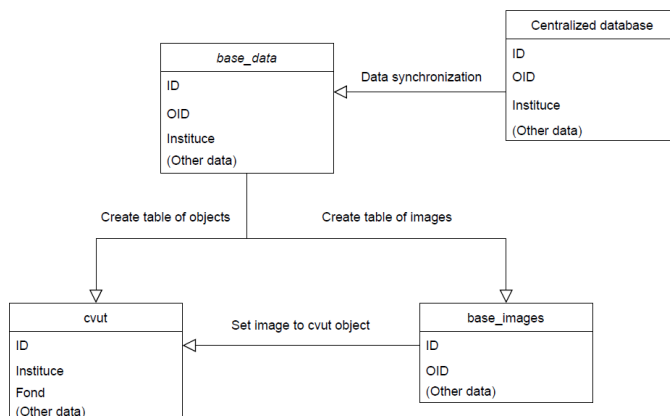 Centralized database
ID
OID
Instituce
(Other data)
base_data
ID
OID
Instituce
(Other data)
Data synchronization
Create table of objects
Create table of images
cvut
ID
Instituce
Fond
(Other data)
Set image to cvut object
base_images
ID
OID
(Other data)